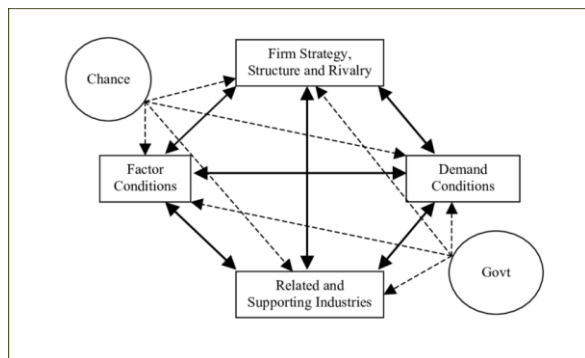 Firm Strategy,
Structure and Rivalry
Chance
Factor
Conditions
Demand
Conditions
Related and
Supporting Industries
Govt